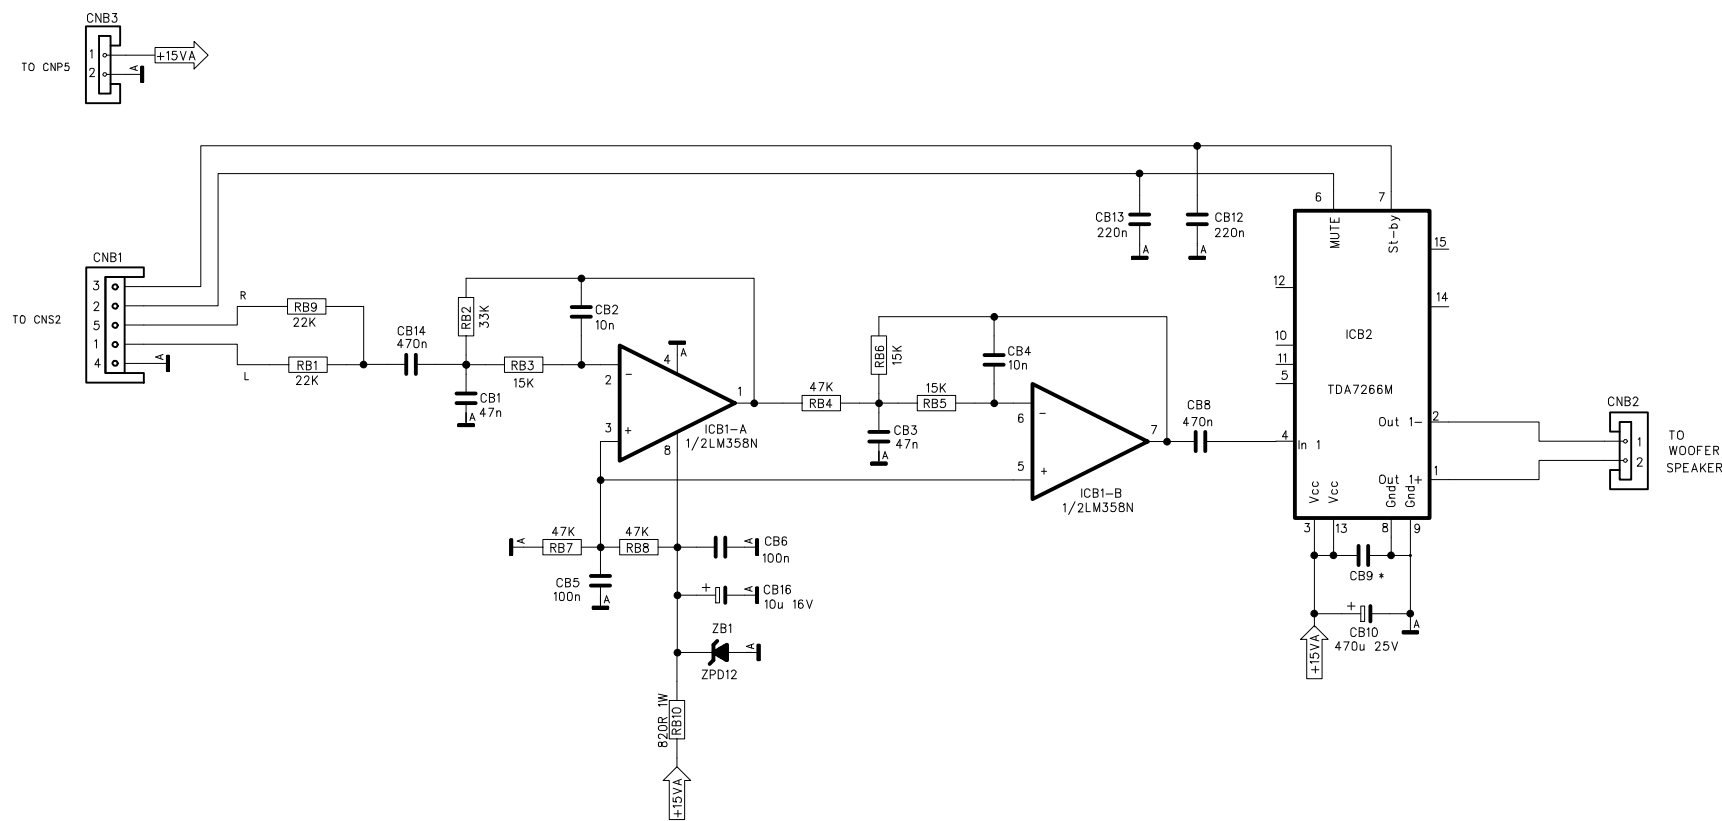 CNB3
1
+15VA
TO CNP5
2
A
CNB1
TO CNS2
3
2
5
1
4
A
R
RB9
22K
L
RB1
22K
CB14
470n
RB2
33K
CB1
47n
A
RB3
15K
CB2
10n
A
4
2
-
3
+
8
1
ICB1-A
1/2LM358N
47K
RB4
RB6
15K
CB3
47n
A
15K
RB5
CB4
10n
6
-
5
+
7
ICB1-B
1/2LM358N
CB8
470n
CB13
220n
A
CB12
220n
A
6
7
MUTE
St-by
15
12
14
10
11
5
ICB2
TDA7266M
Out 1-
2
4
In 1
Out 1+
1
Vcc
Vcc
Gnd
Gnd
3
13
8
9
CB9 *
+
CB10
470u 25V
A
+15VA
CNB2
1
2
TO
WOOFER
SPEAKER
A
47K
RB7
47K
RB8
CB5
100n
A
CB6
100n
A
+
CB16
10u 16V
A
ZB1
ZPD12
A
820R 1W
RB10
+15VA